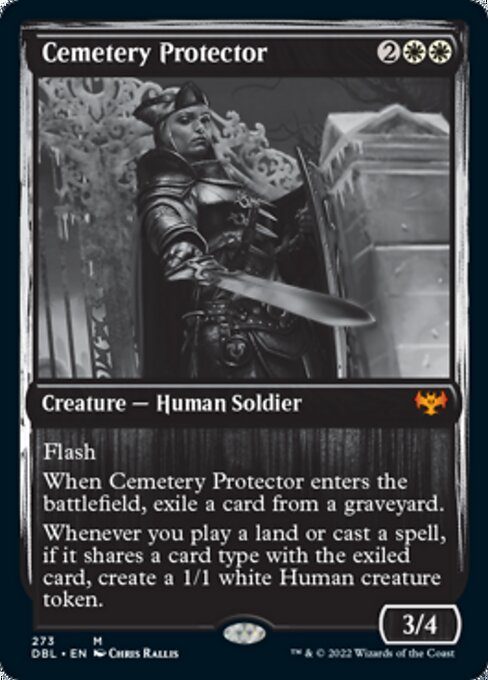 Cemetery Protector 2
Creature — Human Soldier
Flash
When Cemetery Protector enters the
battlefield, exile a card from a graveyard.
Whenever you play a land or cast a spell,
if it shares a card type with the exiled
card, create a 1/1 white Human creature
token.
3/4
273 M
DBL • EN Chris Rallis ™ & © 2022 Wizards of the Coast